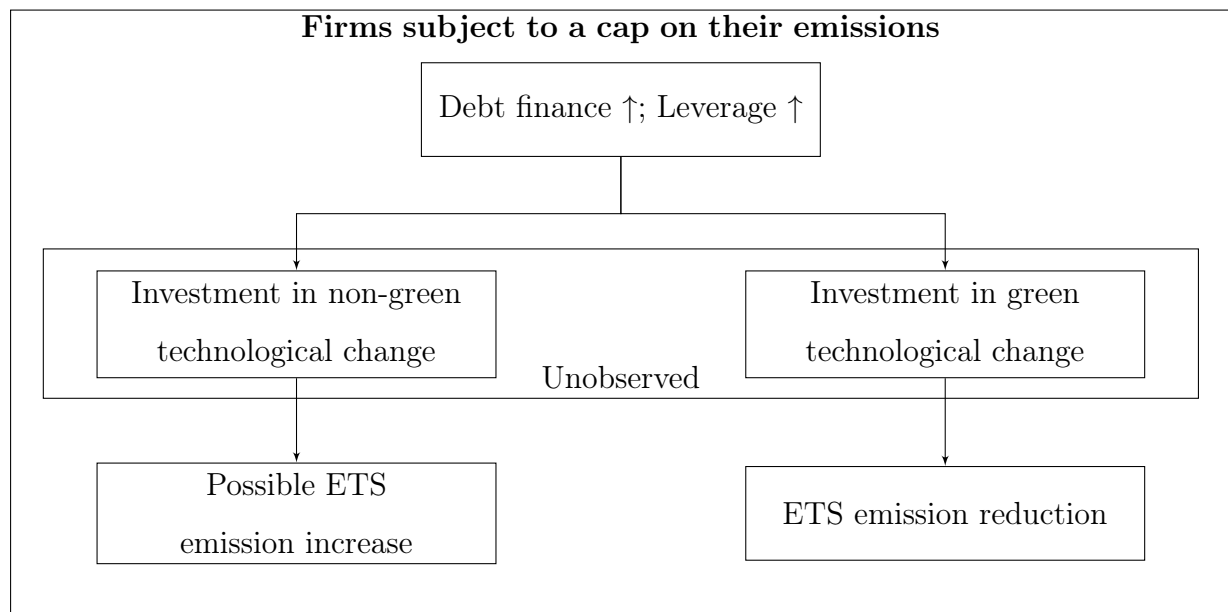 Firms subject to a cap on their emissions
Debt finance ↑; Leverage ↑
Investment in non-green
technological change
Investment in green
technological change
Unobserved
Possible ETS
emission increase
ETS emission reduction